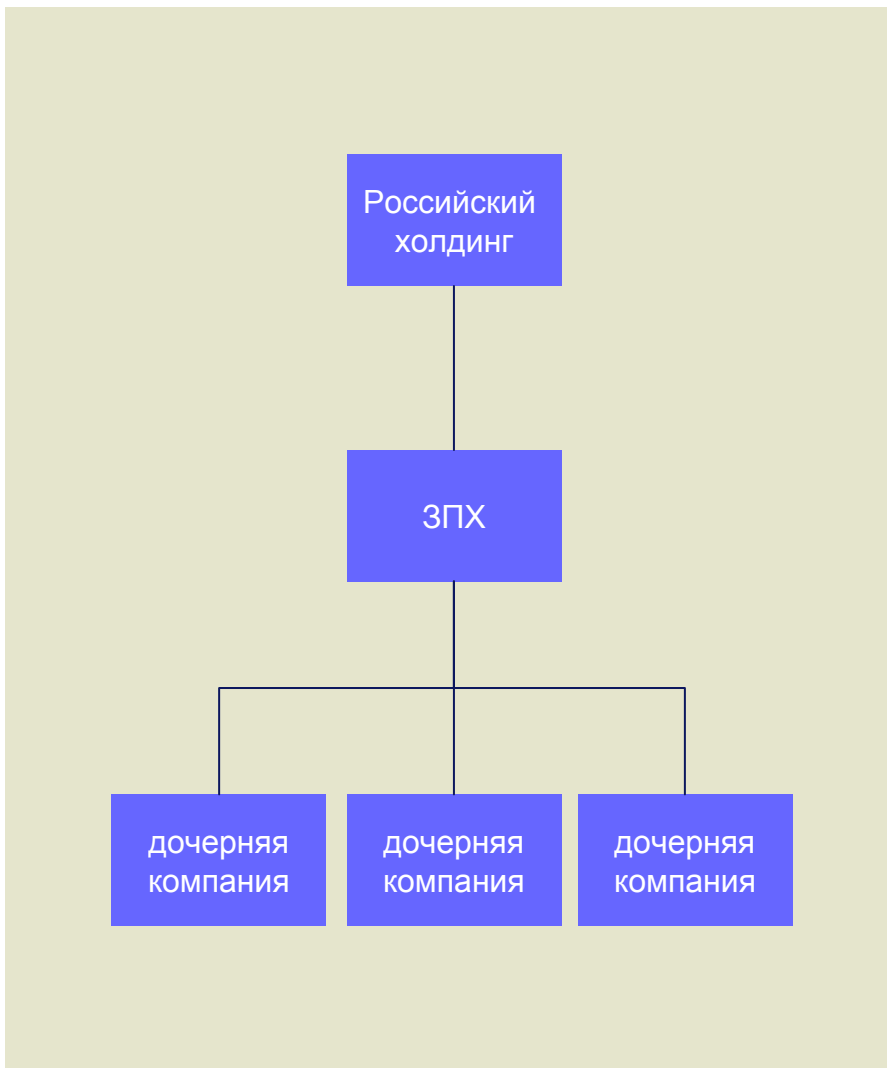 Российский
холдинг
ЗПХ
дочерняя
компания
дочерняя
компания
дочерняя
компания